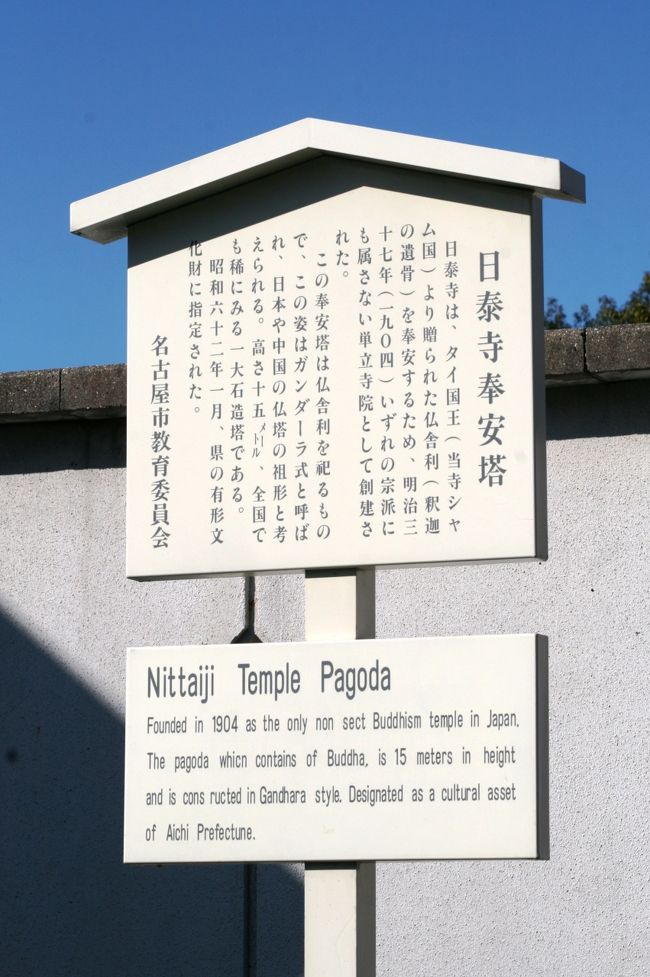 日泰寺奉安塔
日泰寺は、タイ国王（当寺シャ
ム国）より贈られた仏舎利（釈迦
の遺骨）を奉安するため、明治三
十七年（一九〇四）いずれの宗派に
も属さない単立寺院として創建さ
れた。
この奉安塔は仏舎利を祀るもの
で、この姿はガンダーラ式と呼ば
れ、日本や中国の仏塔の祖形と考
えられる。高さ十五㍍、全国で
も稀にみる一大石造塔である。
昭和六十二年一月、県の有形文
化財に指定された。
名古屋市教育委員会
Nittaiji Temple Pagoda
Founded in 1904 as the only non sect Buddhism temple in Japan.
The pagoda whicn contains of Buddha, is 15 meters in height
and is cons ructed in Gandhara style. Designated as a cultural asset
of Aichi Prefectune.